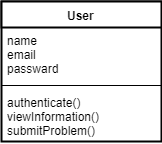 User
name
email
passward
authenticate()
viewInformation()
submitProblem()